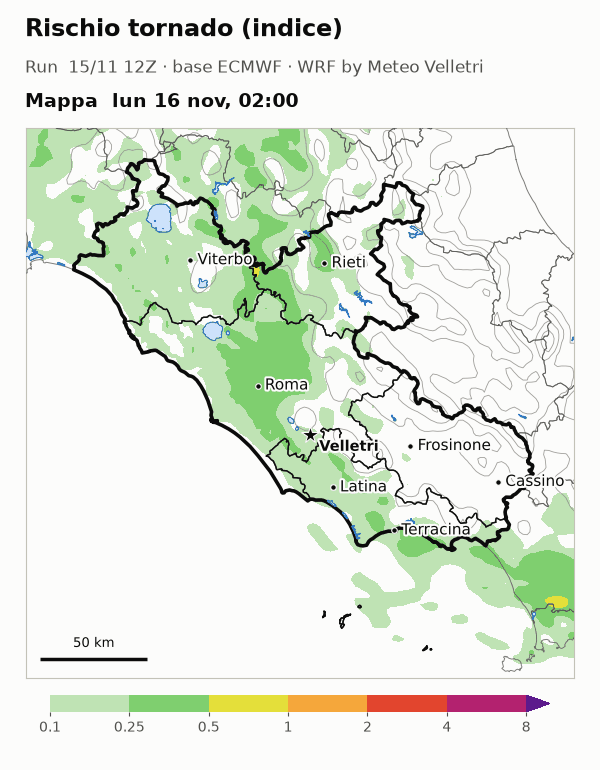 Rischio tornado (indice)
Run  15/11 12Z · base ECMWF · WRF by Meteo Velletri
Mappa  lun 16 nov, 02:00
Viterbo
Rieti
Roma
Velletri
Frosinone
Cassino
Latina
Terracina
50 km
0.1 0.25 0.5 1 2 4 8